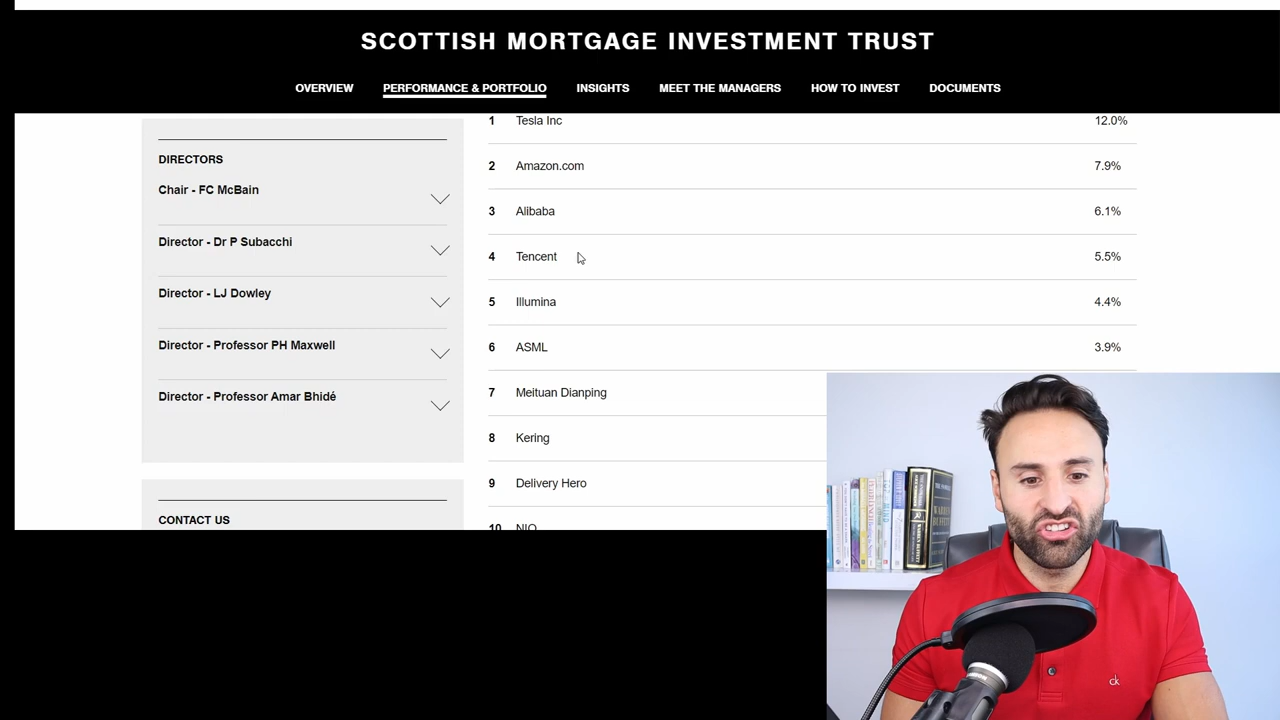 SCOTTISH MORTGAGE INVESTMENT TRUST
OVERVIEW PERFORMANCE & PORTFOLIO INSIGHTS MEET THE MANAGERS HOW TO INVEST DOCUMENTS
DIRECTORS
Chair - FC McBain
Director - Dr P Subacchi
Director - LJ Dowley
Director - Professor PH Maxwell
Director - Professor Amar Bhidé
CONTACT US
1 Tesla Inc 12.0%
2 Amazon.com 7.9%
3 Alibaba 6.1%
4 Tencent 5.5%
5 Illumina 4.4%
6 ASML 3.9%
7 Meituan Dianping
8 Kering
9 Delivery Hero
10 NIO
ck